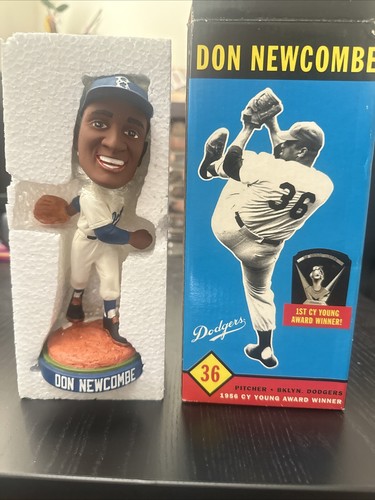 DON NEWCOMBE
DON NEWCOMBE
36
1ST CY YOUNG
AWARD WINNER!
Dodgers
36
PITCHER • BKLYN. DODGERS
1956 CY YOUNG AWARD WINNER